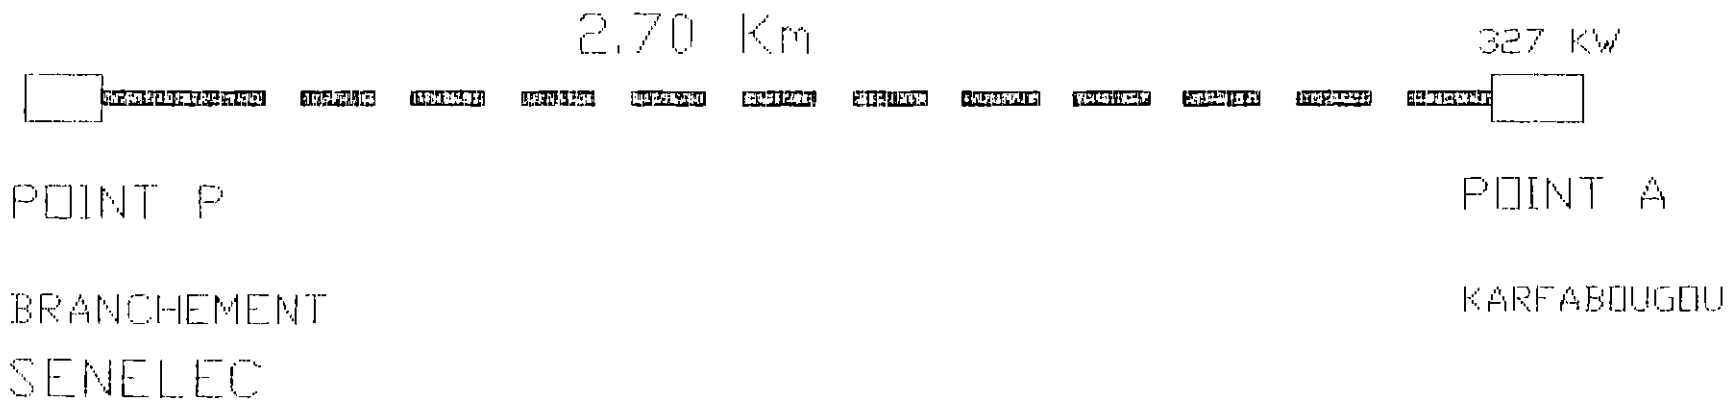 2.70 Km
327 KW
POINT P
POINT A
BRANCHEMENT
SENELEC
KARFABOUGOU